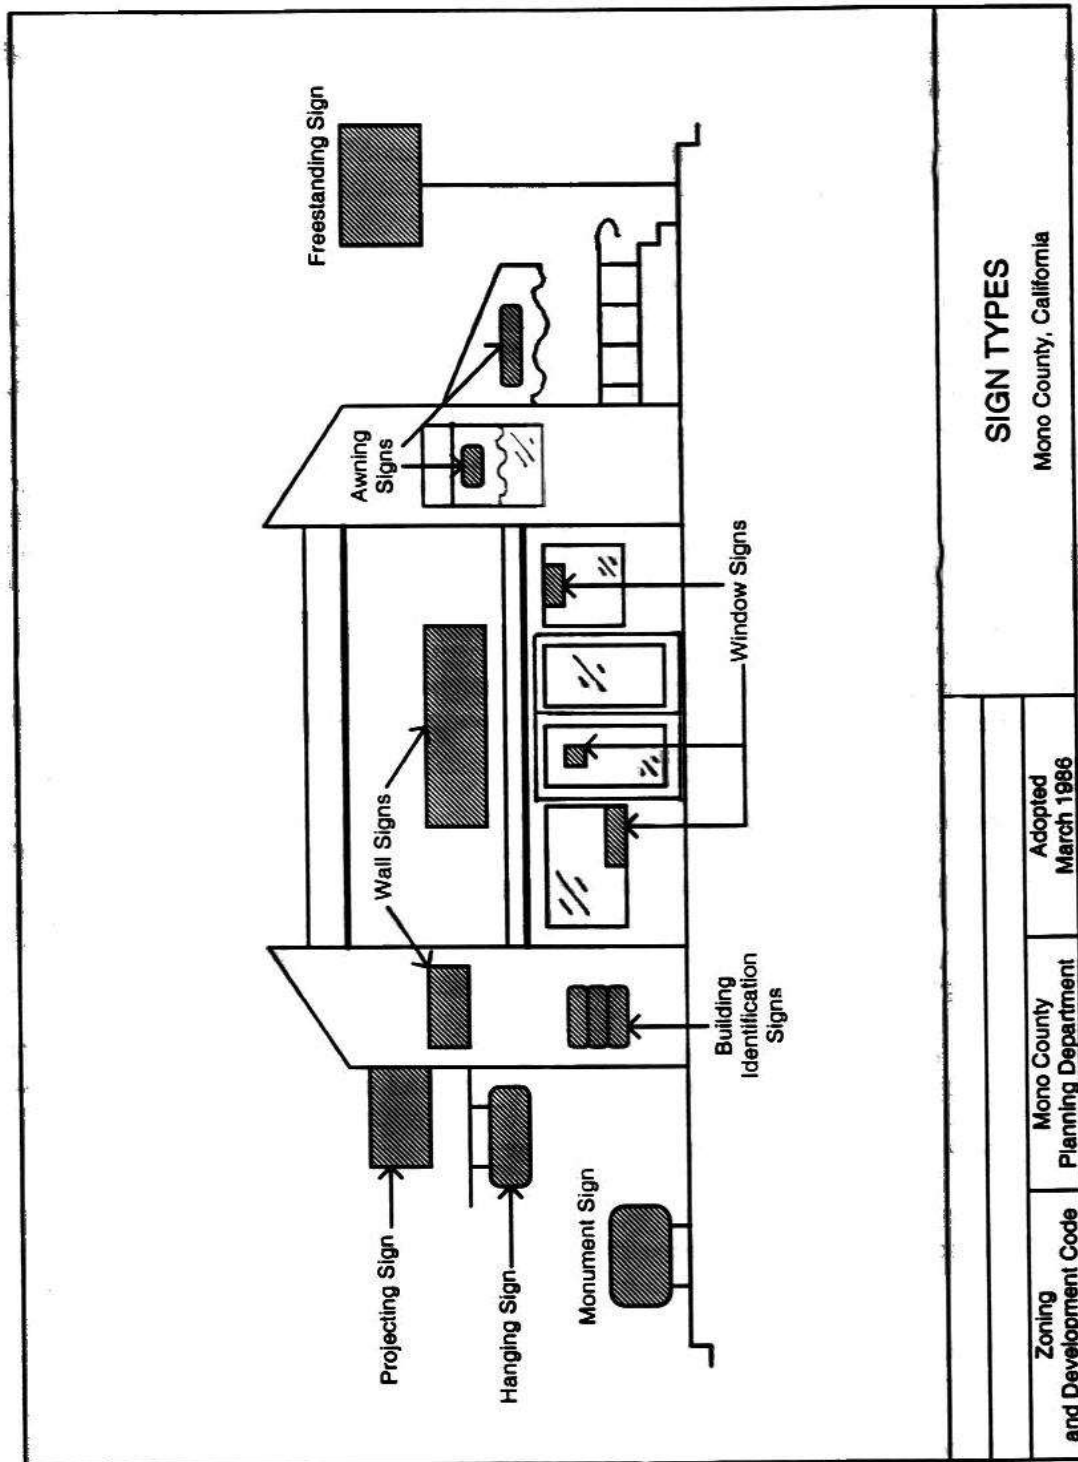 Freestanding Sign
Awning
Signs
Wall Signs
Projecting Sign
Hanging Sign
Monument Sign
Building
Identification
Signs
Window Signs
Zoning
and Development Code
Mono County
Planning Department
Adopted
March 1986
SIGN TYPES
Mono County, California